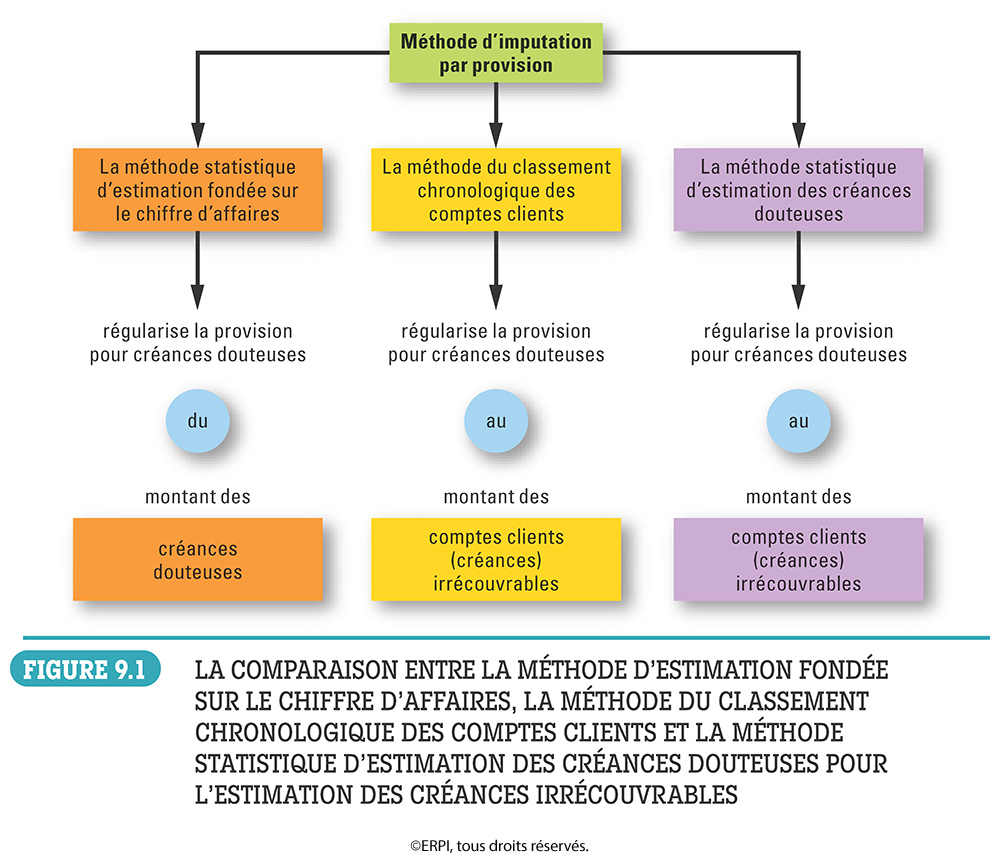 Méthode d’imputation
par provision
La méthode statistique
d’estimation fondée sur
le chiffre d’affaires
La méthode du classement
chronologique des
comptes clients
La méthode statistique
d’estimation des créances
douteuses
régularise la provision
pour créances douteuses
régularise la provision
pour créances douteuses
régularise la provision
pour créances douteuses
du
au
au
montant des
montant des
montant des
créances
douteuses
comptes clients
(créances)
irrécouvrables
comptes clients
(créances)
irrécouvrables
FIGURE 9.1
LA COMPARAISON ENTRE LA MÉTHODE D’ESTIMATION FONDÉE
SUR LE CHIFFRE D’AFFAIRES, LA MÉTHODE DU CLASSEMENT
CHRONOLOGIQUE DES COMPTES CLIENTS ET LA MÉTHODE
STATISTIQUE D’ESTIMATION DES CRÉANCES DOUTEUSES POUR
L’ESTIMATION DES CRÉANCES IRRÉCOUVRABLES
©ERPI, tous droits réservés.